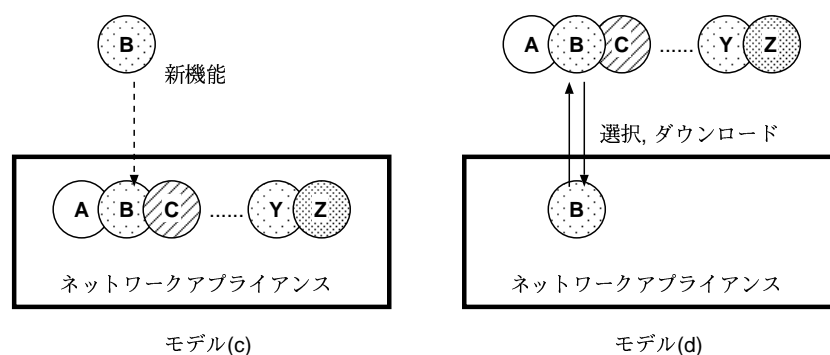 B
新機能
A B C ...... Y Z
ネットワークアプライアンス
モデル(c)
A B C ...... Y Z
選択, ダウンロード
B
ネットワークアプライアンス
モデル(d)